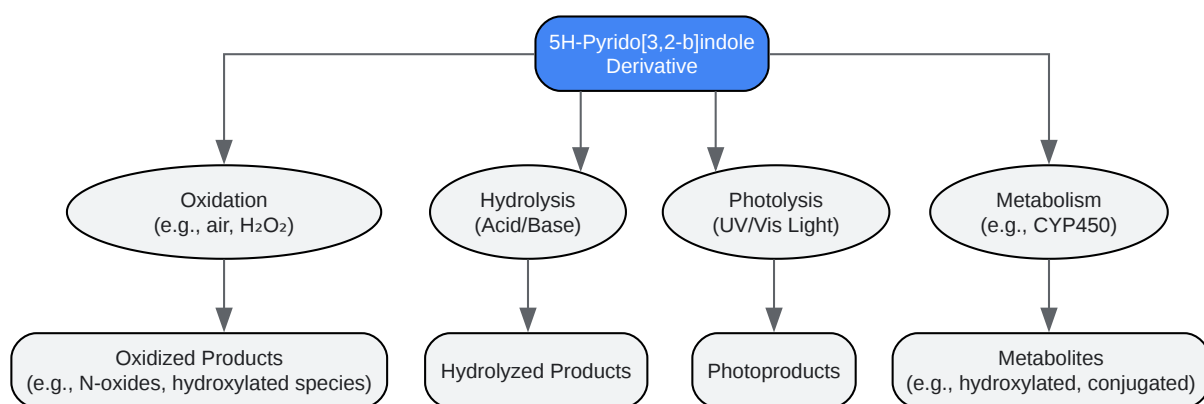 5H-Pyrido[3,2-b]indole
Derivative
Oxidation
(e.g., air, H₂O₂)
Hydrolysis
(Acid/Base)
Photolysis
(UV/Vis Light)
Metabolism
(e.g., CYP450)
Oxidized Products
(e.g., N-oxides, hydroxylated species)
Hydrolyzed Products
Photoproducts
Metabolites
(e.g., hydroxylated, conjugated)